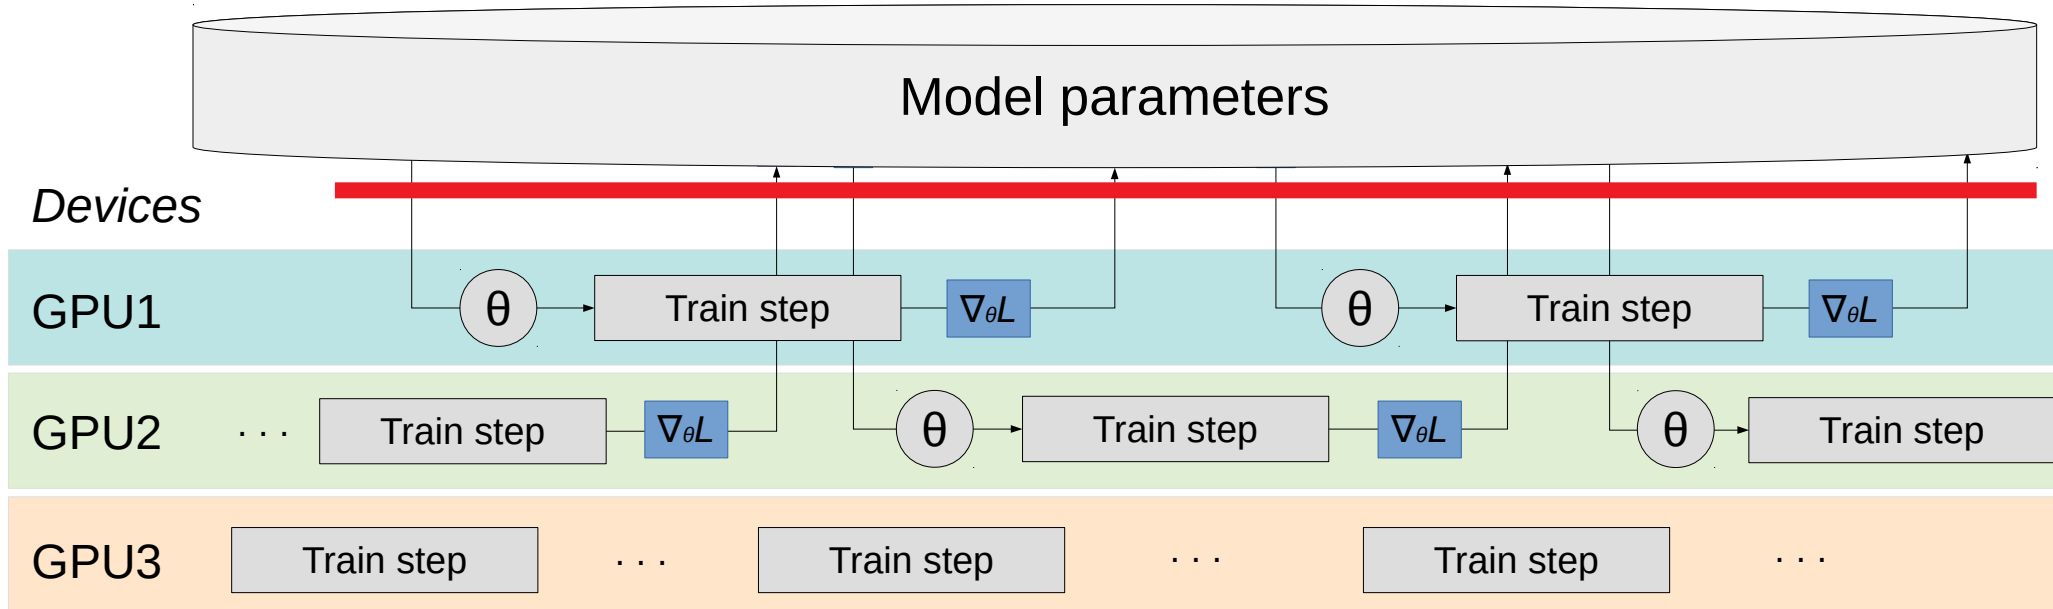 Model parameters
Devices
GPU1 θ Train step ∇θL θ Train step ∇θL
GPU2 · · · Train step ∇θL θ Train step ∇θL θ Train step
GPU3 Train step · · · Train step · · · Train step · · ·